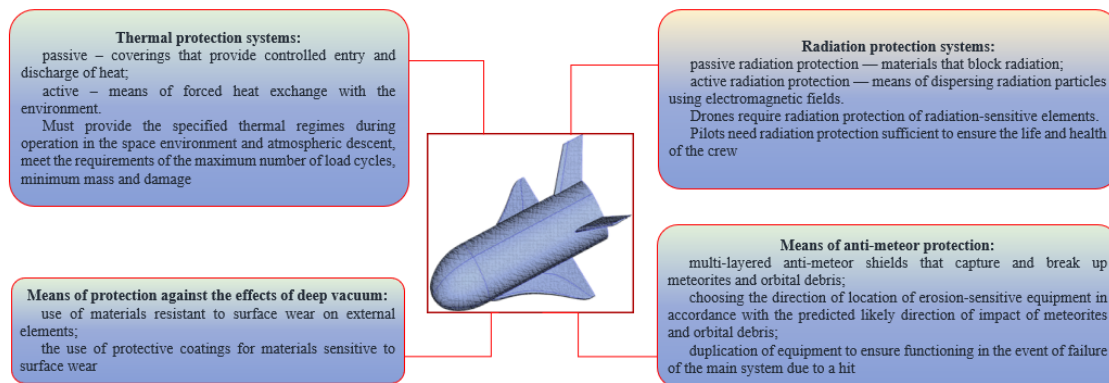 Thermal protection systems:
passive – coverings that provide controlled entry and
discharge of heat;
active – means of forced heat exchange with the
environment.
Must provide the specified thermal regimes during
operation in the space environment and atmospheric descent,
meet the requirements of the maximum number of load cycles,
minimum mass and damage
Radiation protection systems:
passive radiation protection — materials that block radiation;
active radiation protection — means of dispersing radiation particles
using electromagnetic fields.
Drones require radiation protection of radiation-sensitive elements.
Pilots need radiation protection sufficient to ensure the life and health
of the crew
Means of protection against the effects of deep vacuum:
use of materials resistant to surface wear on external
elements;
the use of protective coatings for materials sensitive to
surface wear
Means of anti-meteor protection:
multi-layered anti-meteor shields that capture and break up
meteorites and orbital debris;
choosing the direction of location of erosion-sensitive equipment in
accordance with the predicted likely direction of impact of meteorites
and orbital debris;
duplication of equipment to ensure functioning in the event of failure
of the main system due to a hit